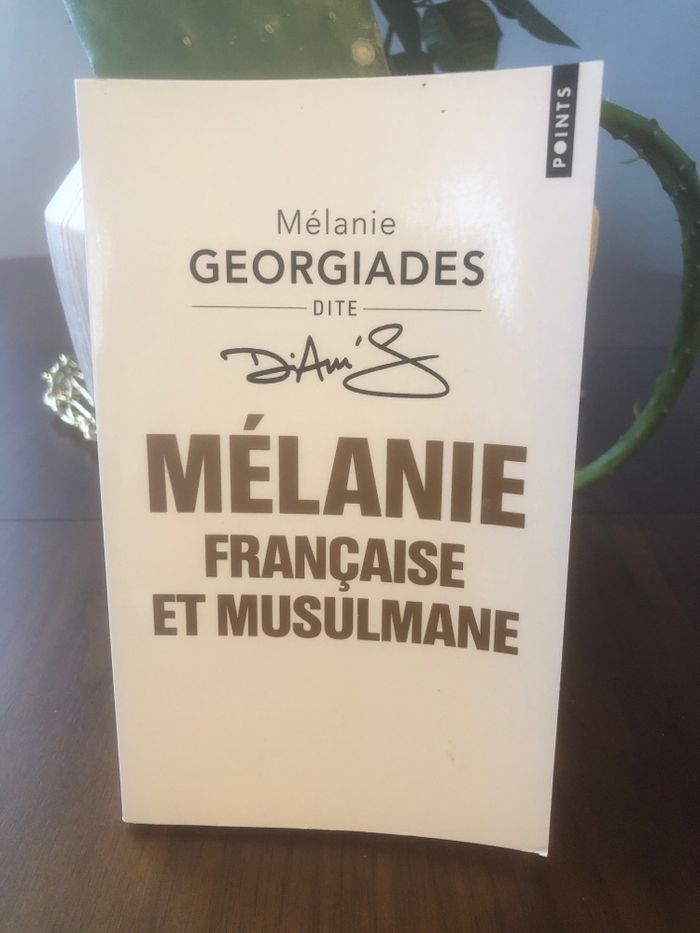 POINTS
Mélanie
GEORGIADES
DITE
Diam's
MÉLANIE
FRANÇAISE
ET MUSULMANE